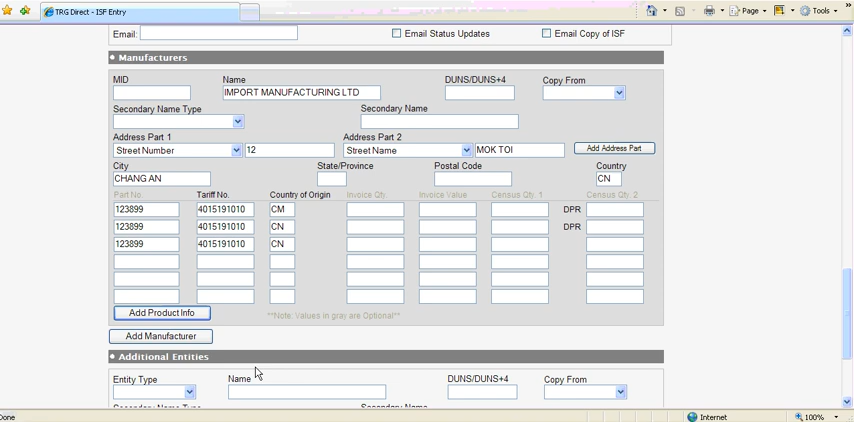 TRG Direct - ISF Entry
Page
Tools
Email:
Email Status Updates
Email Copy of ISF
Manufacturers
MID
Name
DUNS/DUNS+4
Copy From
IMPORT MANUFACTURING LTD
Secondary Name Type
Secondary Name
Address Part 1
Address Part 2
Street Number
12
Street Name
MOK TOI
Add Address Part
City
State/Province
Postal Code
Country
CHANG AN
CN
Part No.
Tariff No.
Country of Origin
Invoice Qty.
Invoice Value
Census Qty. 1
Census Qty. 2
123899
4015191010
CM
DPR
123899
4015191010
CN
DPR
123899
4015191010
CN
Add Product Info
**Note: Values in gray are Optional**
Add Manufacturer
Additional Entities
Entity Type
Name
DUNS/DUNS+4
Copy From
Secondary Name Type
Secondary Name
Done
Internet
100%